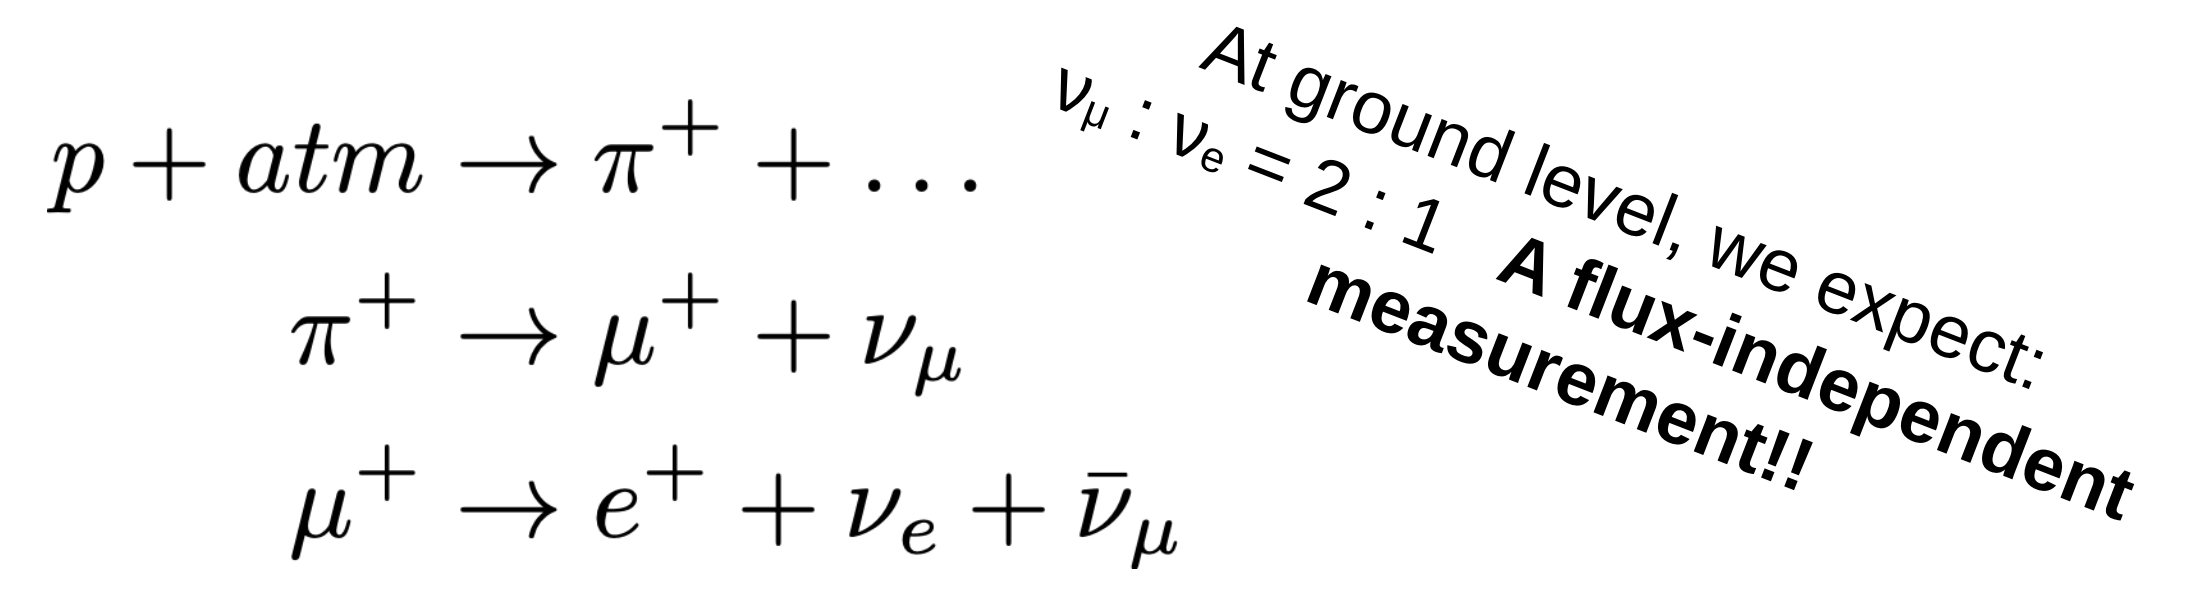 p + atm → π⁺ + ...
π⁺ → μ⁺ + ν_μ
μ⁺ → e⁺ + ν_e + ν̄_μ
At ground level, we expect:
ν_μ : ν_e = 2 : 1 A flux-independent
measurement!!